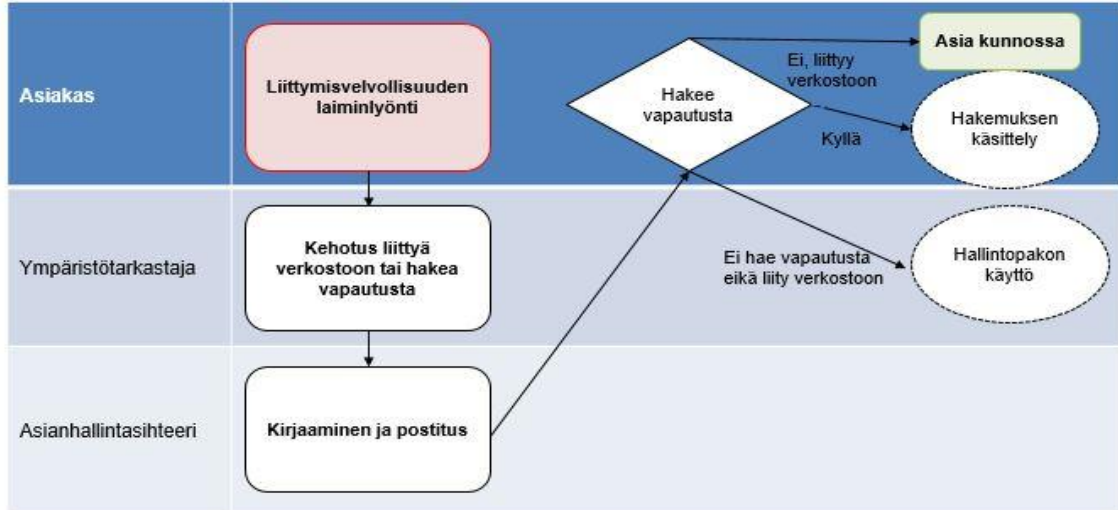 Asiakas
Liittymisvelvollisuuden
laiminlyönti
Hakee
vapautusta
Ei, liittyy
verkostoon
Kyllä
Asia kunnossa
Hakemuksen
käsittely
Ympäristötarkastaja
Kehotus liittyä
verkostoon tai hakea
vapautusta
Ei hae vapautusta
eikä liity verkostoon
Hallintopakon
käyttö
Asianhallintasihteeri
Kirjaaminen ja postitus